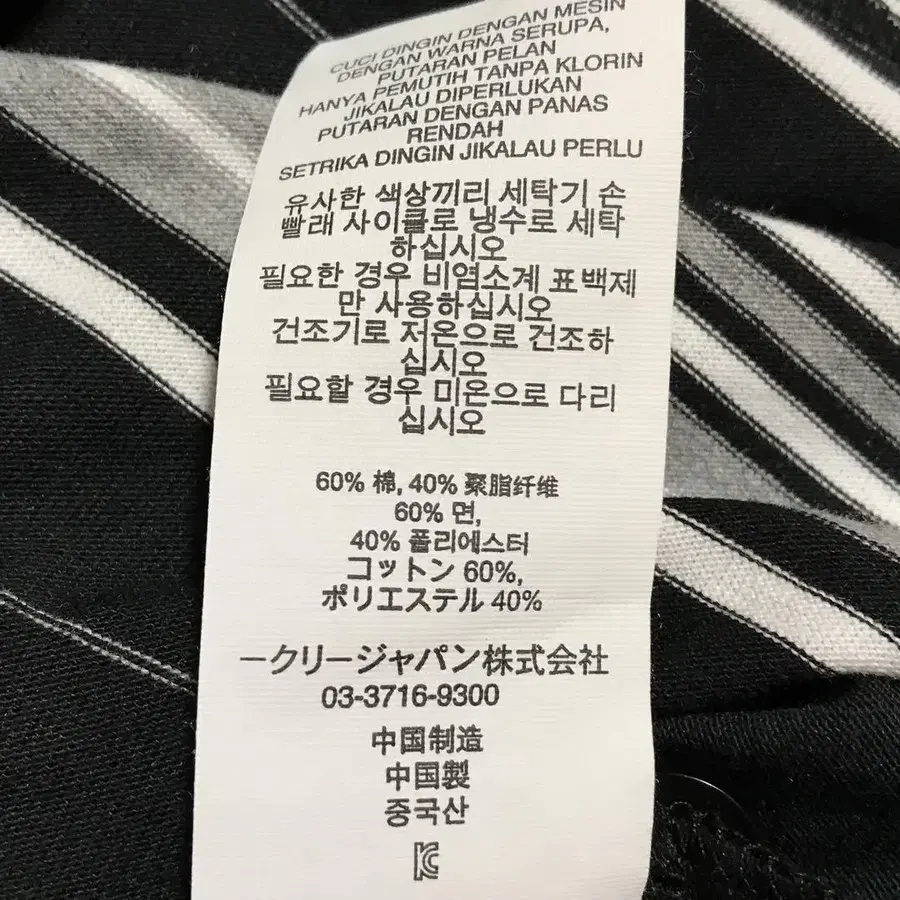 CUCI DINGIN DENGAN MESIN
DENGAN WARNA SERUPA,
PUTARAN PELAN
HANYA PEMUTIH TANPA KLORIN
JIKALAU DIPERLUKAN
PUTARAN DENGAN PANAS
RENDAH
SETRIKA DINGIN JIKALAU PERLU
유사한 색상끼리 세탁기 손
빨래 사이클로 냉수로 세탁
하십시오
필요한 경우 비염소계 표백제
만 사용하십시오
건조기로 저온으로 건조하
십시오
필요할 경우 미온으로 다리
십시오
60% 棉, 40% 聚脂纤维
60% 면,
40% 폴리에스터
コットン 60%,
ポリエステル 40%
ークリージャパン株式会社
03-3716-9300
中国制造
中国製
중국산